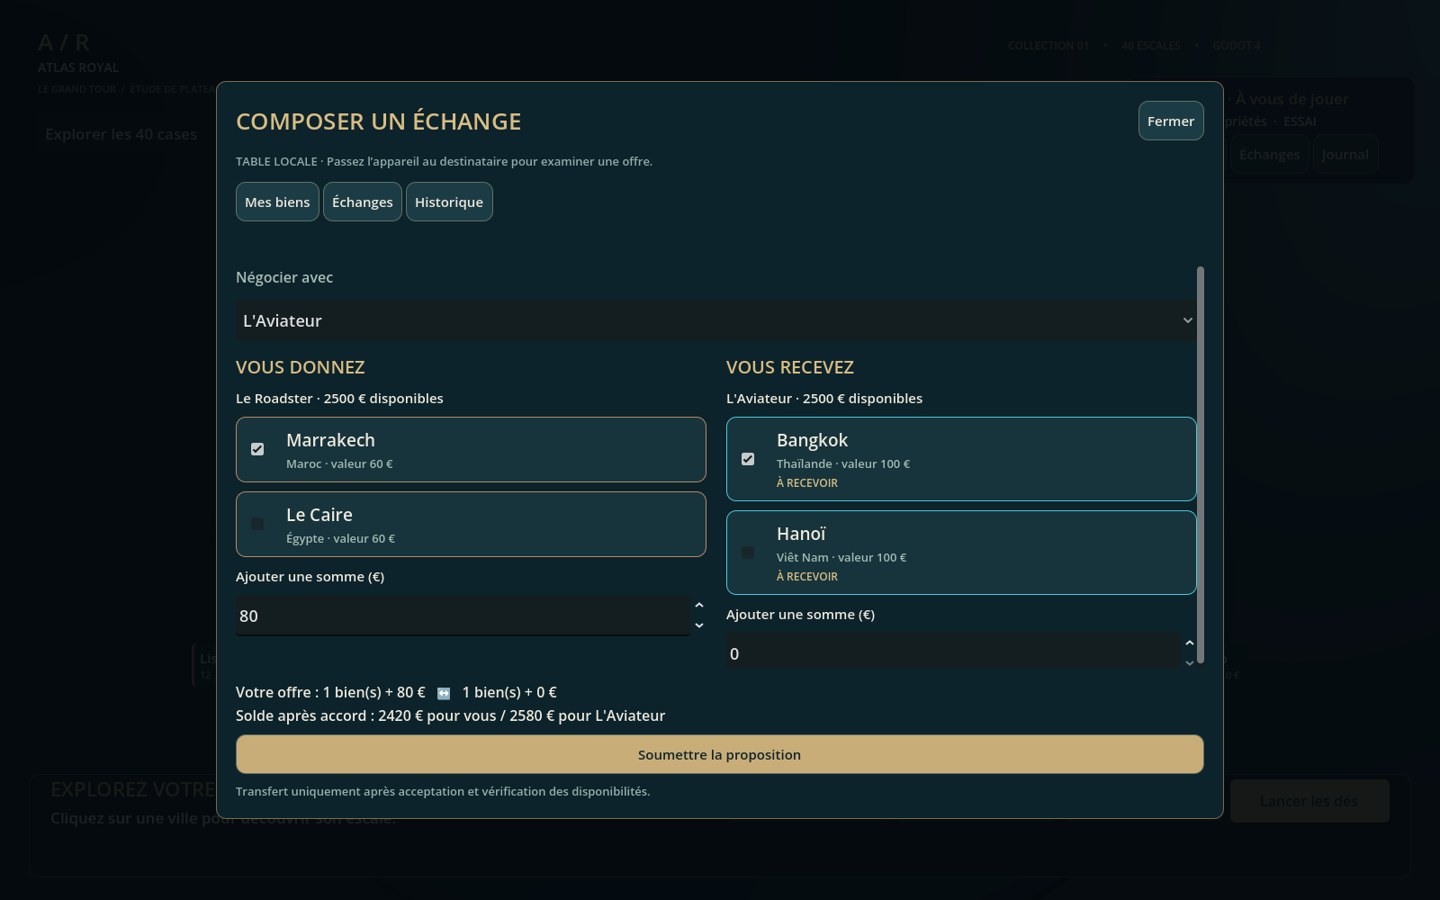 A / R
ATLAS ROYAL
LE GRAND TOUR / ÉTUDE DE PLATEA
COLLECTION 01 • 40 ESCALES • GODOT 4
Explorer les 40 cases
· À vous de jouer
priétés · ESSAI
Échanges
Journal
COMPOSER UN ÉCHANGE
Fermer
TABLE LOCALE · Passez l'appareil au destinataire pour examiner une offre.
Mes biens
Échanges
Historique
Négocier avec
L'Aviateur
VOUS DONNEZ
Le Roadster · 2500 € disponibles
Marrakech
Maroc · valeur 60 €
Le Caire
Égypte · valeur 60 €
Ajouter une somme (€)
80
VOUS RECEVEZ
L'Aviateur · 2500 € disponibles
Bangkok
Thaïlande · valeur 100 €
À RECEVOIR
Hanoï
Viêt Nam · valeur 100 €
À RECEVOIR
Ajouter une somme (€)
0
Lis
12
Votre offre : 1 bien(s) + 80 € ↔ 1 bien(s) + 0 €
Solde après accord : 2420 € pour vous / 2580 € pour L'Aviateur
Soumettre la proposition
Transfert uniquement après acceptation et vérification des disponibilités.
EXPLOREZ VOTRE
Cliquez sur une ville pour découvrir son escale.
Lancer les dés